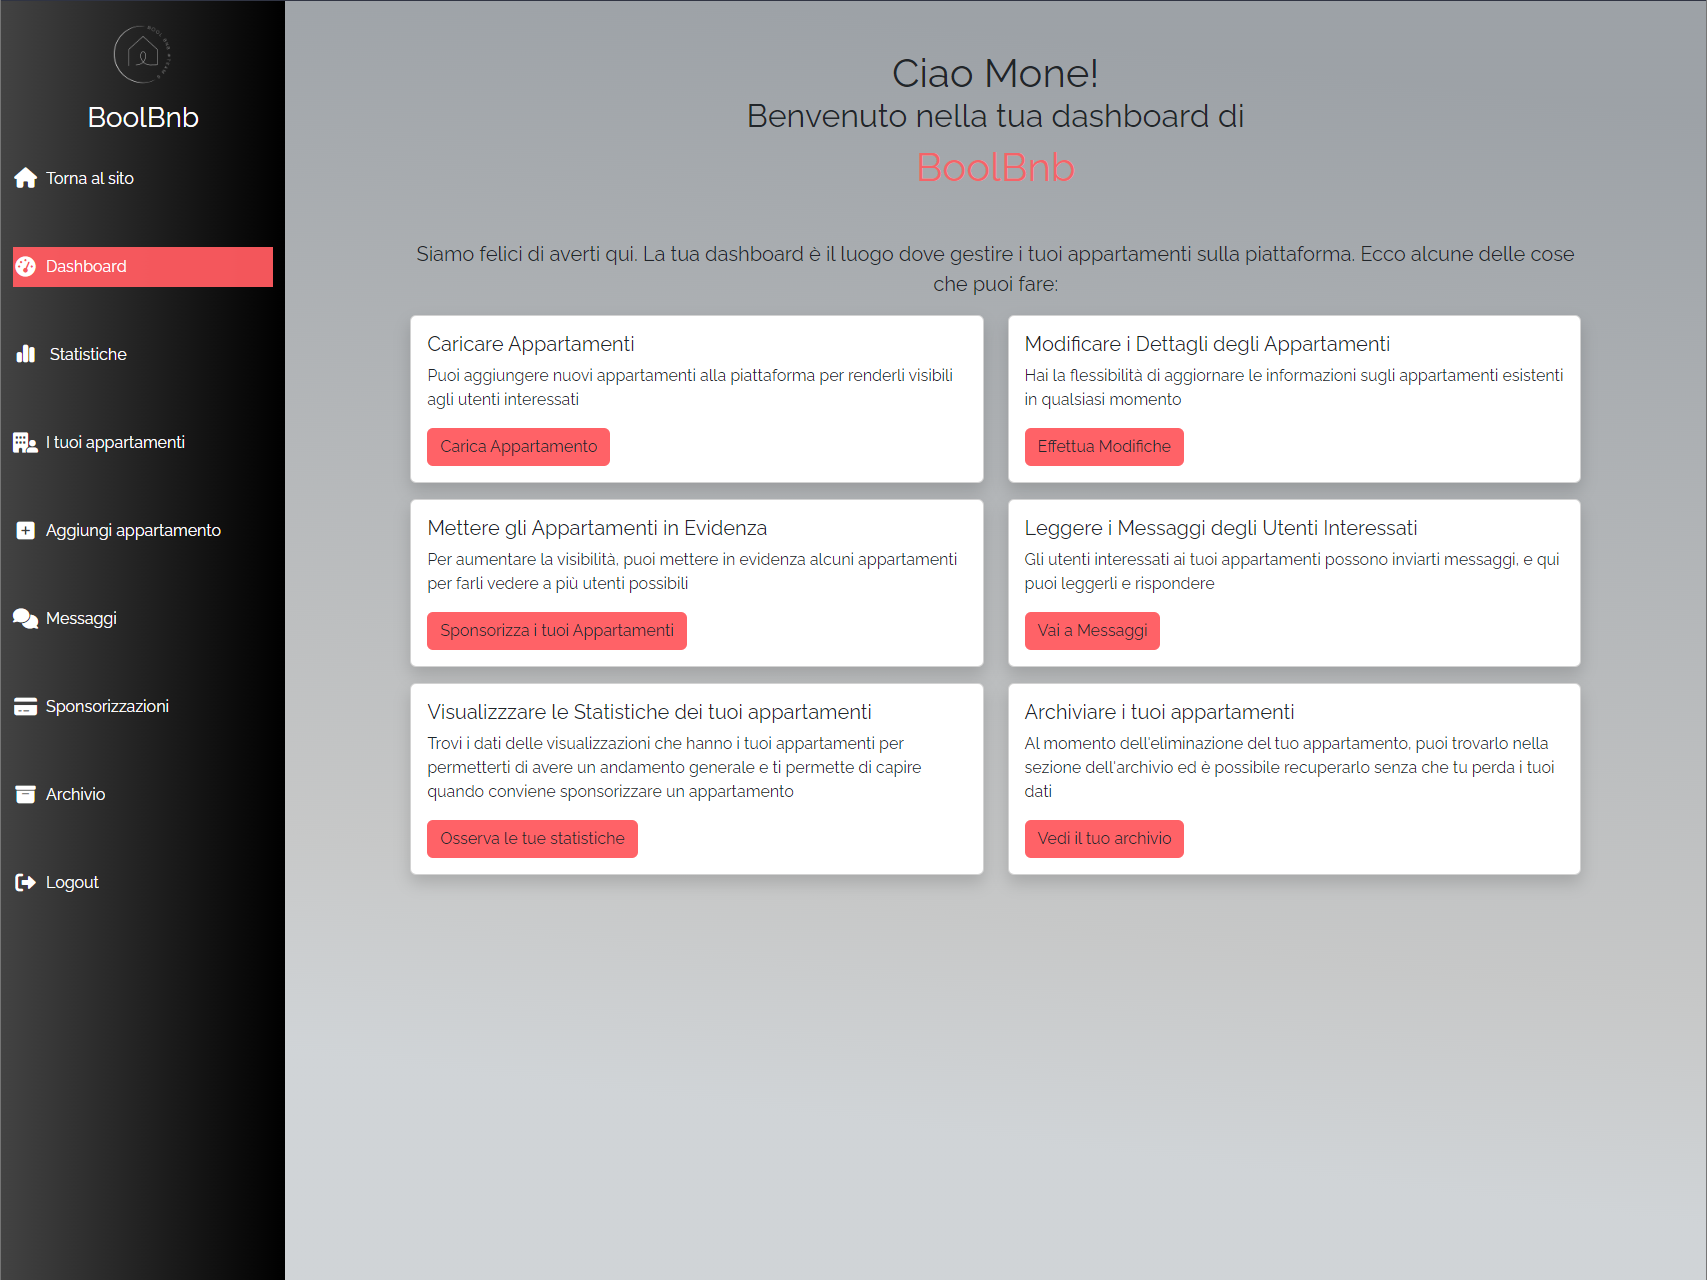 BoolBnb
Torna al sito
Dashboard
Statistiche
I tuoi appartamenti
Aggiungi appartamento
Messaggi
Sponsorizzazioni
Archivio
Logout
Ciao Mone!
Benvenuto nella tua dashboard di
BoolBnb
Siamo felici di averti qui. La tua dashboard è il luogo dove gestire i tuoi appartamenti sulla piattaforma. Ecco alcune delle cose
che puoi fare:
Caricare Appartamenti
Puoi aggiungere nuovi appartamenti alla piattaforma per renderli visibili
agli utenti interessati
Carica Appartamento
Modificare i Dettagli degli Appartamenti
Hai la flessibilità di aggiornare le informazioni sugli appartamenti esistenti
in qualsiasi momento
Effettua Modifiche
Mettere gli Appartamenti in Evidenza
Per aumentare la visibilità, puoi mettere in evidenza alcuni appartamenti
per farli vedere a più utenti possibili
Sponsorizza i tuoi Appartamenti
Leggere i Messaggi degli Utenti Interessati
Gli utenti interessati ai tuoi appartamenti possono inviarti messaggi, e qui
puoi leggerli e rispondere
Vai a Messaggi
Visualizzzare le Statistiche dei tuoi appartamenti
Trovi i dati delle visualizzazioni che hanno i tuoi appartamenti per
permetterti di avere un andamento generale e ti permette di capire
quando conviene sponsorizzare un appartamento
Osserva le tue statistiche
Archiviare i tuoi appartamenti
Al momento dell'eliminazione del tuo appartamento, puoi trovarlo nella
sezione dell'archivio ed è possibile recuperarlo senza che tu perda i tuoi
dati
Vedi il tuo archivio